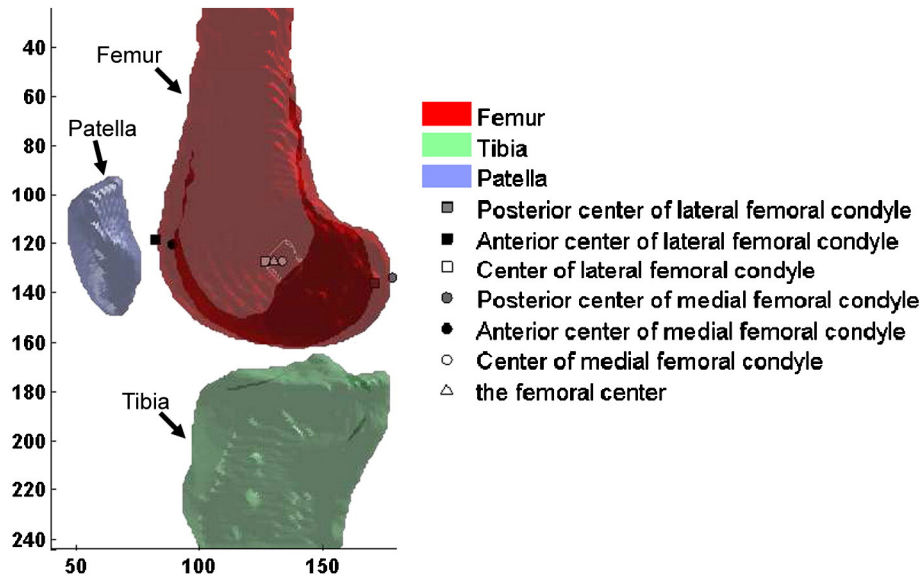 Femur
Patella
Tibia
40
60
80
100
120
140
160
180
200
220
240
50
100
150
Femur
Tibia
Patella
Posterior center of lateral femoral condyle
Anterior center of lateral femoral condyle
Center of lateral femoral condyle
Posterior center of medial femoral condyle
Anterior center of medial femoral condyle
Center of medial femoral condyle
the femoral center